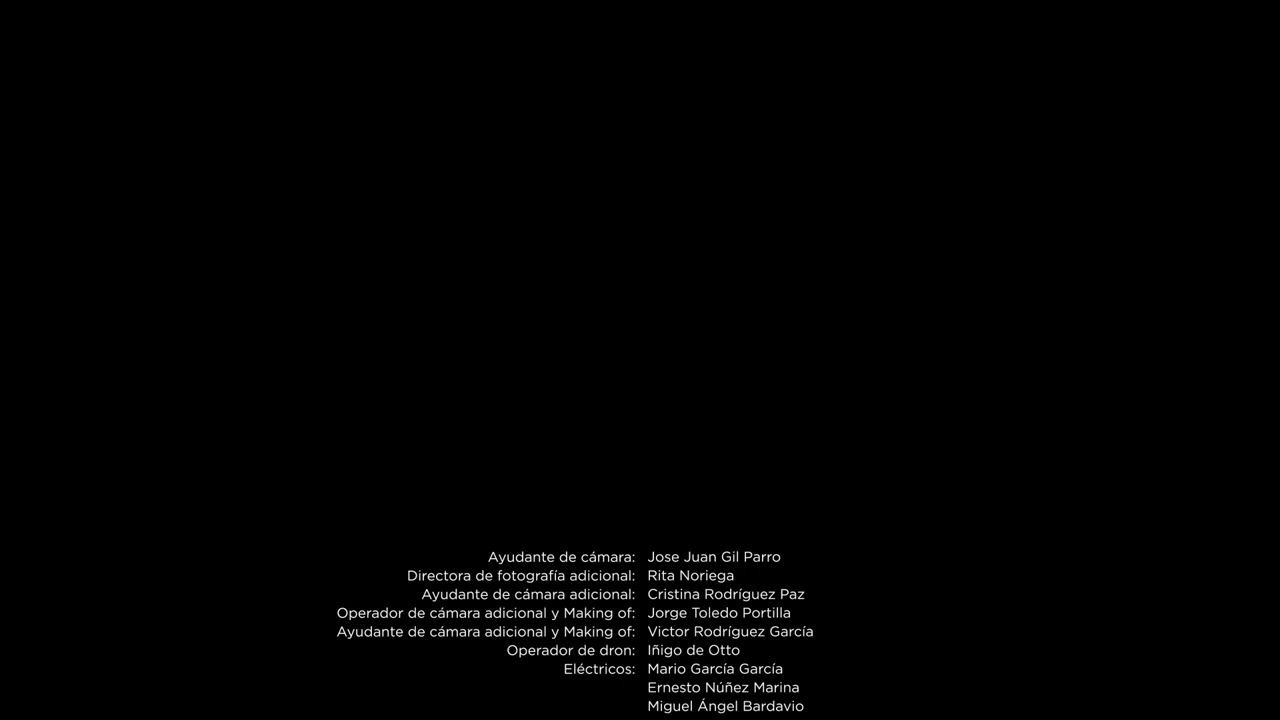 Ayudante de cámara: Jose Juan Gil Parro
Directora de fotografía adicional: Rita Noriega
Ayudante de cámara adicional: Cristina Rodríguez Paz
Operador de cámara adicional y Making of: Jorge Toledo Portilla
Ayudante de cámara adicional y Making of: Victor Rodríguez García
Operador de dron: Iñigo de Otto
Eléctricos: Mario García García
Ernesto Núñez Marina
Miguel Ángel Bardavio